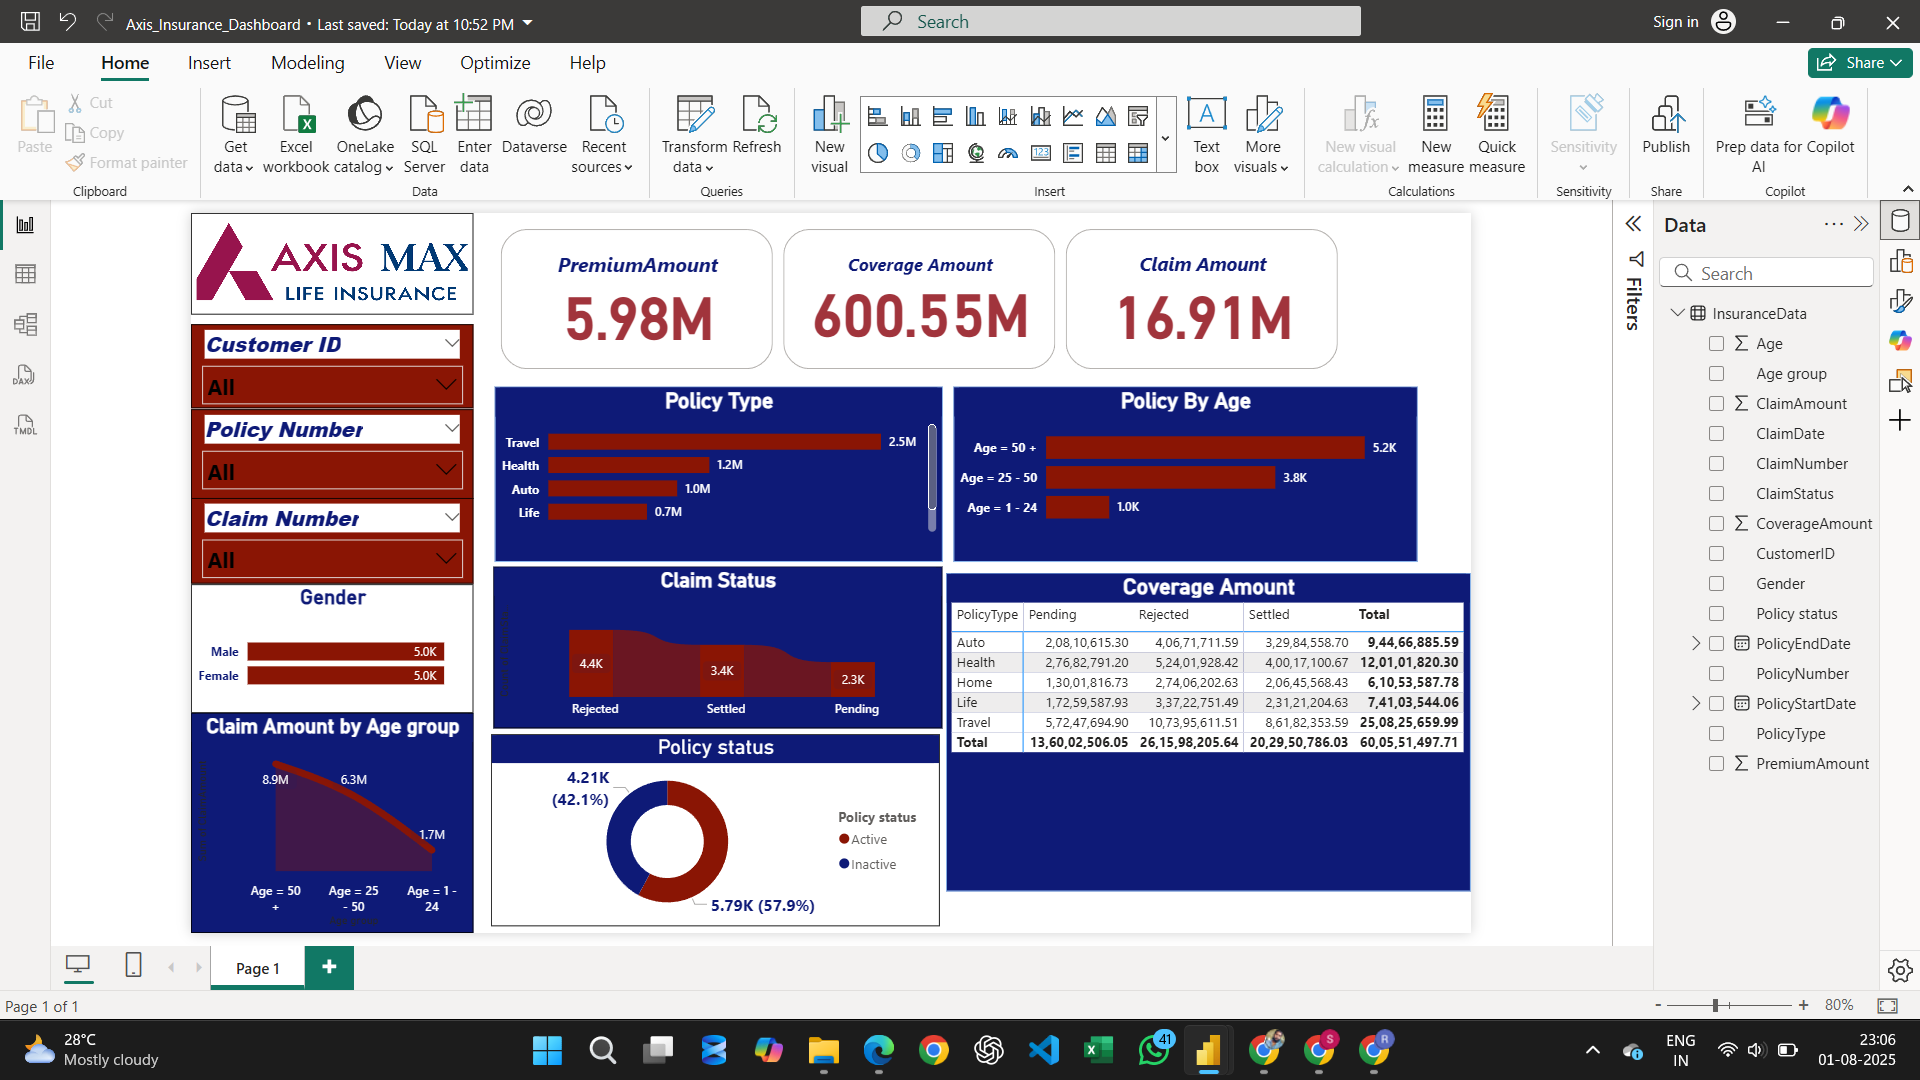 Axis_Insurance_Dashboard • Last saved: Today at 10:52 PM
Search
Sign in
File Home Insert Modeling View Optimize Help
Share
Paste
Cut
Copy
Format painter
Clipboard
Get data
Excel workbook
OneLake catalog
SQL Server
Enter data
Dataverse
Recent sources
Data
Transform data
Refresh
Queries
New visual
Text box
More visuals
Insert
New visual calculation
New measure
Quick measure
Calculations
Sensitivity
Sensitivity
Publish
Share
Prep data for AI
Copilot
Copilot
AXIS MAX
LIFE INSURANCE
Customer ID
All
Policy Number
All
Claim Number
All
Gender
Male 5.0K
Female 5.0K
Claim Amount by Age group
8.9M
6.3M
1.7M
Age = 50 +
Age = 25 - 50
Age = 1 - 24
PremiumAmount
5.98M
Coverage Amount
600.55M
Claim Amount
16.91M
Policy Type
Travel 2.5M
Health 1.2M
Auto 1.0M
Life 0.7M
Policy By Age
Age = 50 + 5.2K
Age = 25 - 50 3.8K
Age = 1 - 24 1.0K
Claim Status
4.4K
3.4K
2.3K
Rejected Settled Pending
Policy status
4.21K
(42.1%)
5.79K (57.9%)
Policy status
Active
Inactive
Coverage Amount
PolicyType Pending Rejected Settled Total
Auto 2,08,10,615.30 4,06,71,711.59 3,29,84,558.70 9,44,66,885.59
Health 2,76,82,791.20 5,24,01,928.42 4,00,17,100.67 12,01,01,820.30
Home 1,30,01,816.73 2,74,06,202.63 2,06,45,568.43 6,10,53,587.78
Life 1,72,59,587.93 3,37,22,751.49 2,31,21,204.63 7,41,03,544.06
Travel 5,72,47,694.90 10,73,95,611.51 8,61,82,353.59 25,08,25,659.99
Total 13,60,02,506.05 26,15,98,205.64 20,29,50,786.03 60,05,51,497.71
Filters
Data
Search
InsuranceData
Age
Age group
ClaimAmount
ClaimDate
ClaimNumber
ClaimStatus
CoverageAmount
CustomerID
Gender
Policy status
PolicyEndDate
PolicyNumber
PolicyStartDate
PolicyType
PremiumAmount
DAX
TMDL
Page 1
Page 1 of 1
80%
28°C
Mostly cloudy
41
S
R
ENG
IN
23:06
01-08-2025